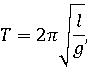 T = 2π√(l/g),